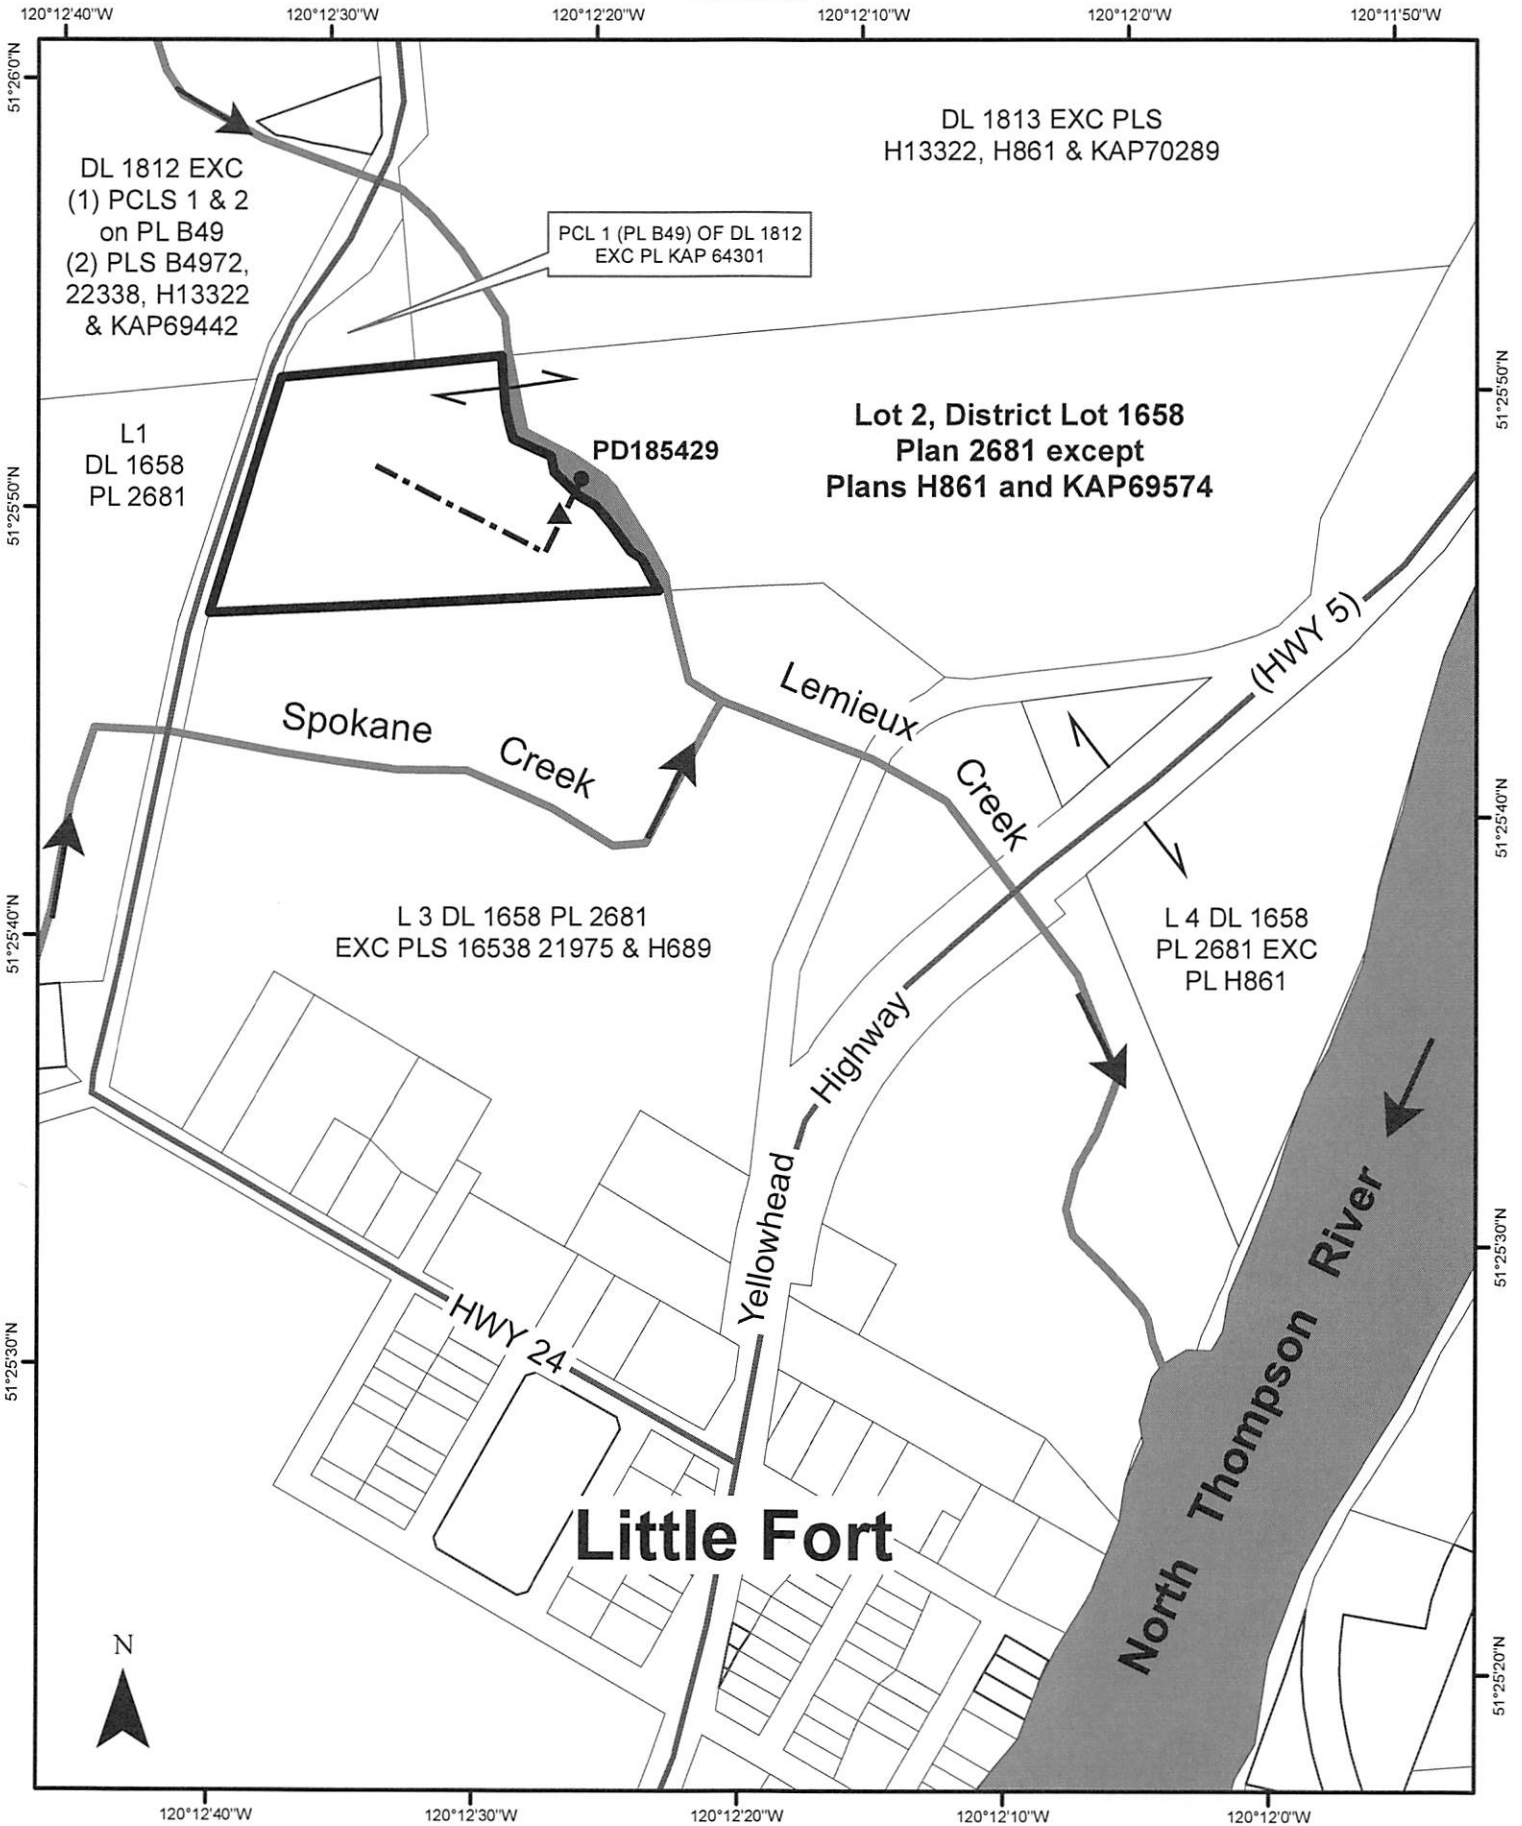 120°12'40"W
120°12'30"W
120°12'20"W
120°12'10"W
120°12'0"W
120°11'50"W
51°26'0"N
DL 1813 EXC PLS
H13322, H861 & KAP70289
DL 1812 EXC
(1) PCLS 1 & 2
on PL B49
(2) PLS B4972,
22338, H13322
& KAP69442
PCL 1 (PL B49) OF DL 1812
EXC PL KAP 64301
51°25'50"N
L1
DL 1658
PL 2681
PD185429
Lot 2, District Lot 1658
Plan 2681 except
Plans H861 and KAP69574
51°25'50"N
(HWY 5)
Spokane
Creek
Lemieux
Creek
51°25'40"N
L 3 DL 1658 PL 2681
EXC PLS 16538 21975 & H689
L 4 DL 1658
PL 2681 EXC
PL H861
51°25'40"N
Highway
Yellowhead
51°25'30"N
HWY 24
51°25'30"N
North Thompson River
Little Fort
51°25'20"N
N
120°12'40"W
120°12'30"W
120°12'20"W
120°12'10"W
120°12'0"W